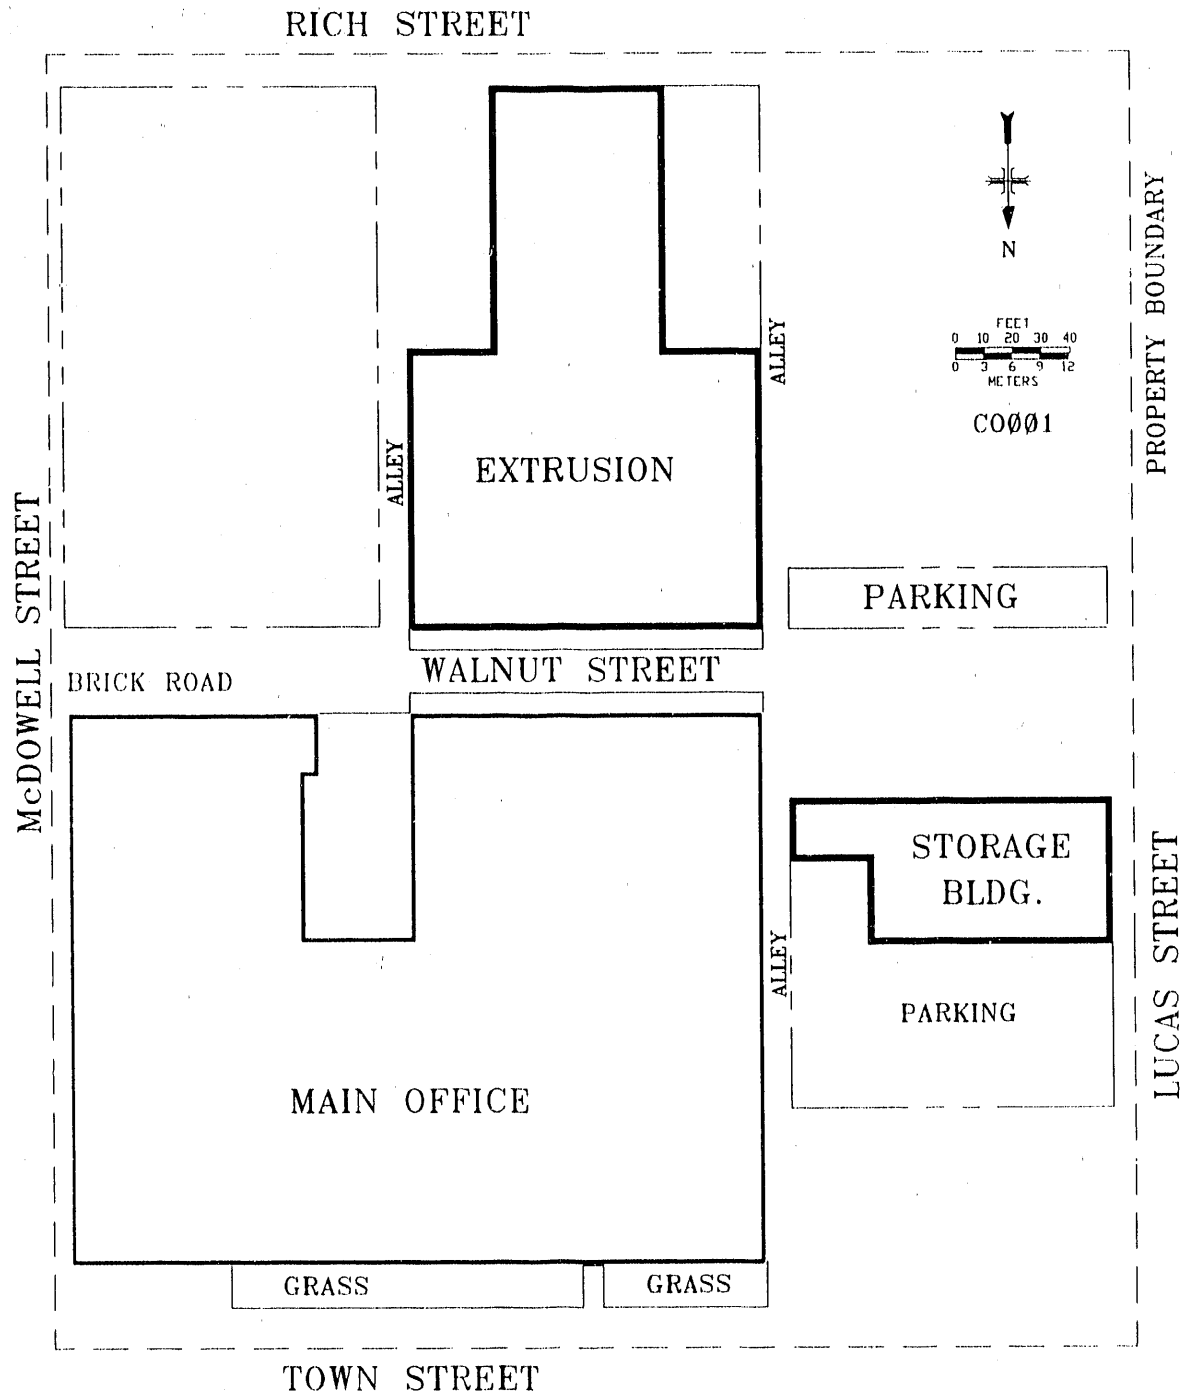 RICH STREET
N
PROPERTY BOUNDARY
FEET
0 10 20 30 40
0 3 6 9 12
METERS
COØØ1
ALLEY
ALLEY
EXTRUSION
PARKING
McDOWELL STREET
WALNUT STREET
BRICK ROAD
STORAGE
BLDG.
LUCAS STREET
ALLEY
PARKING
MAIN OFFICE
GRASS
GRASS
TOWN STREET